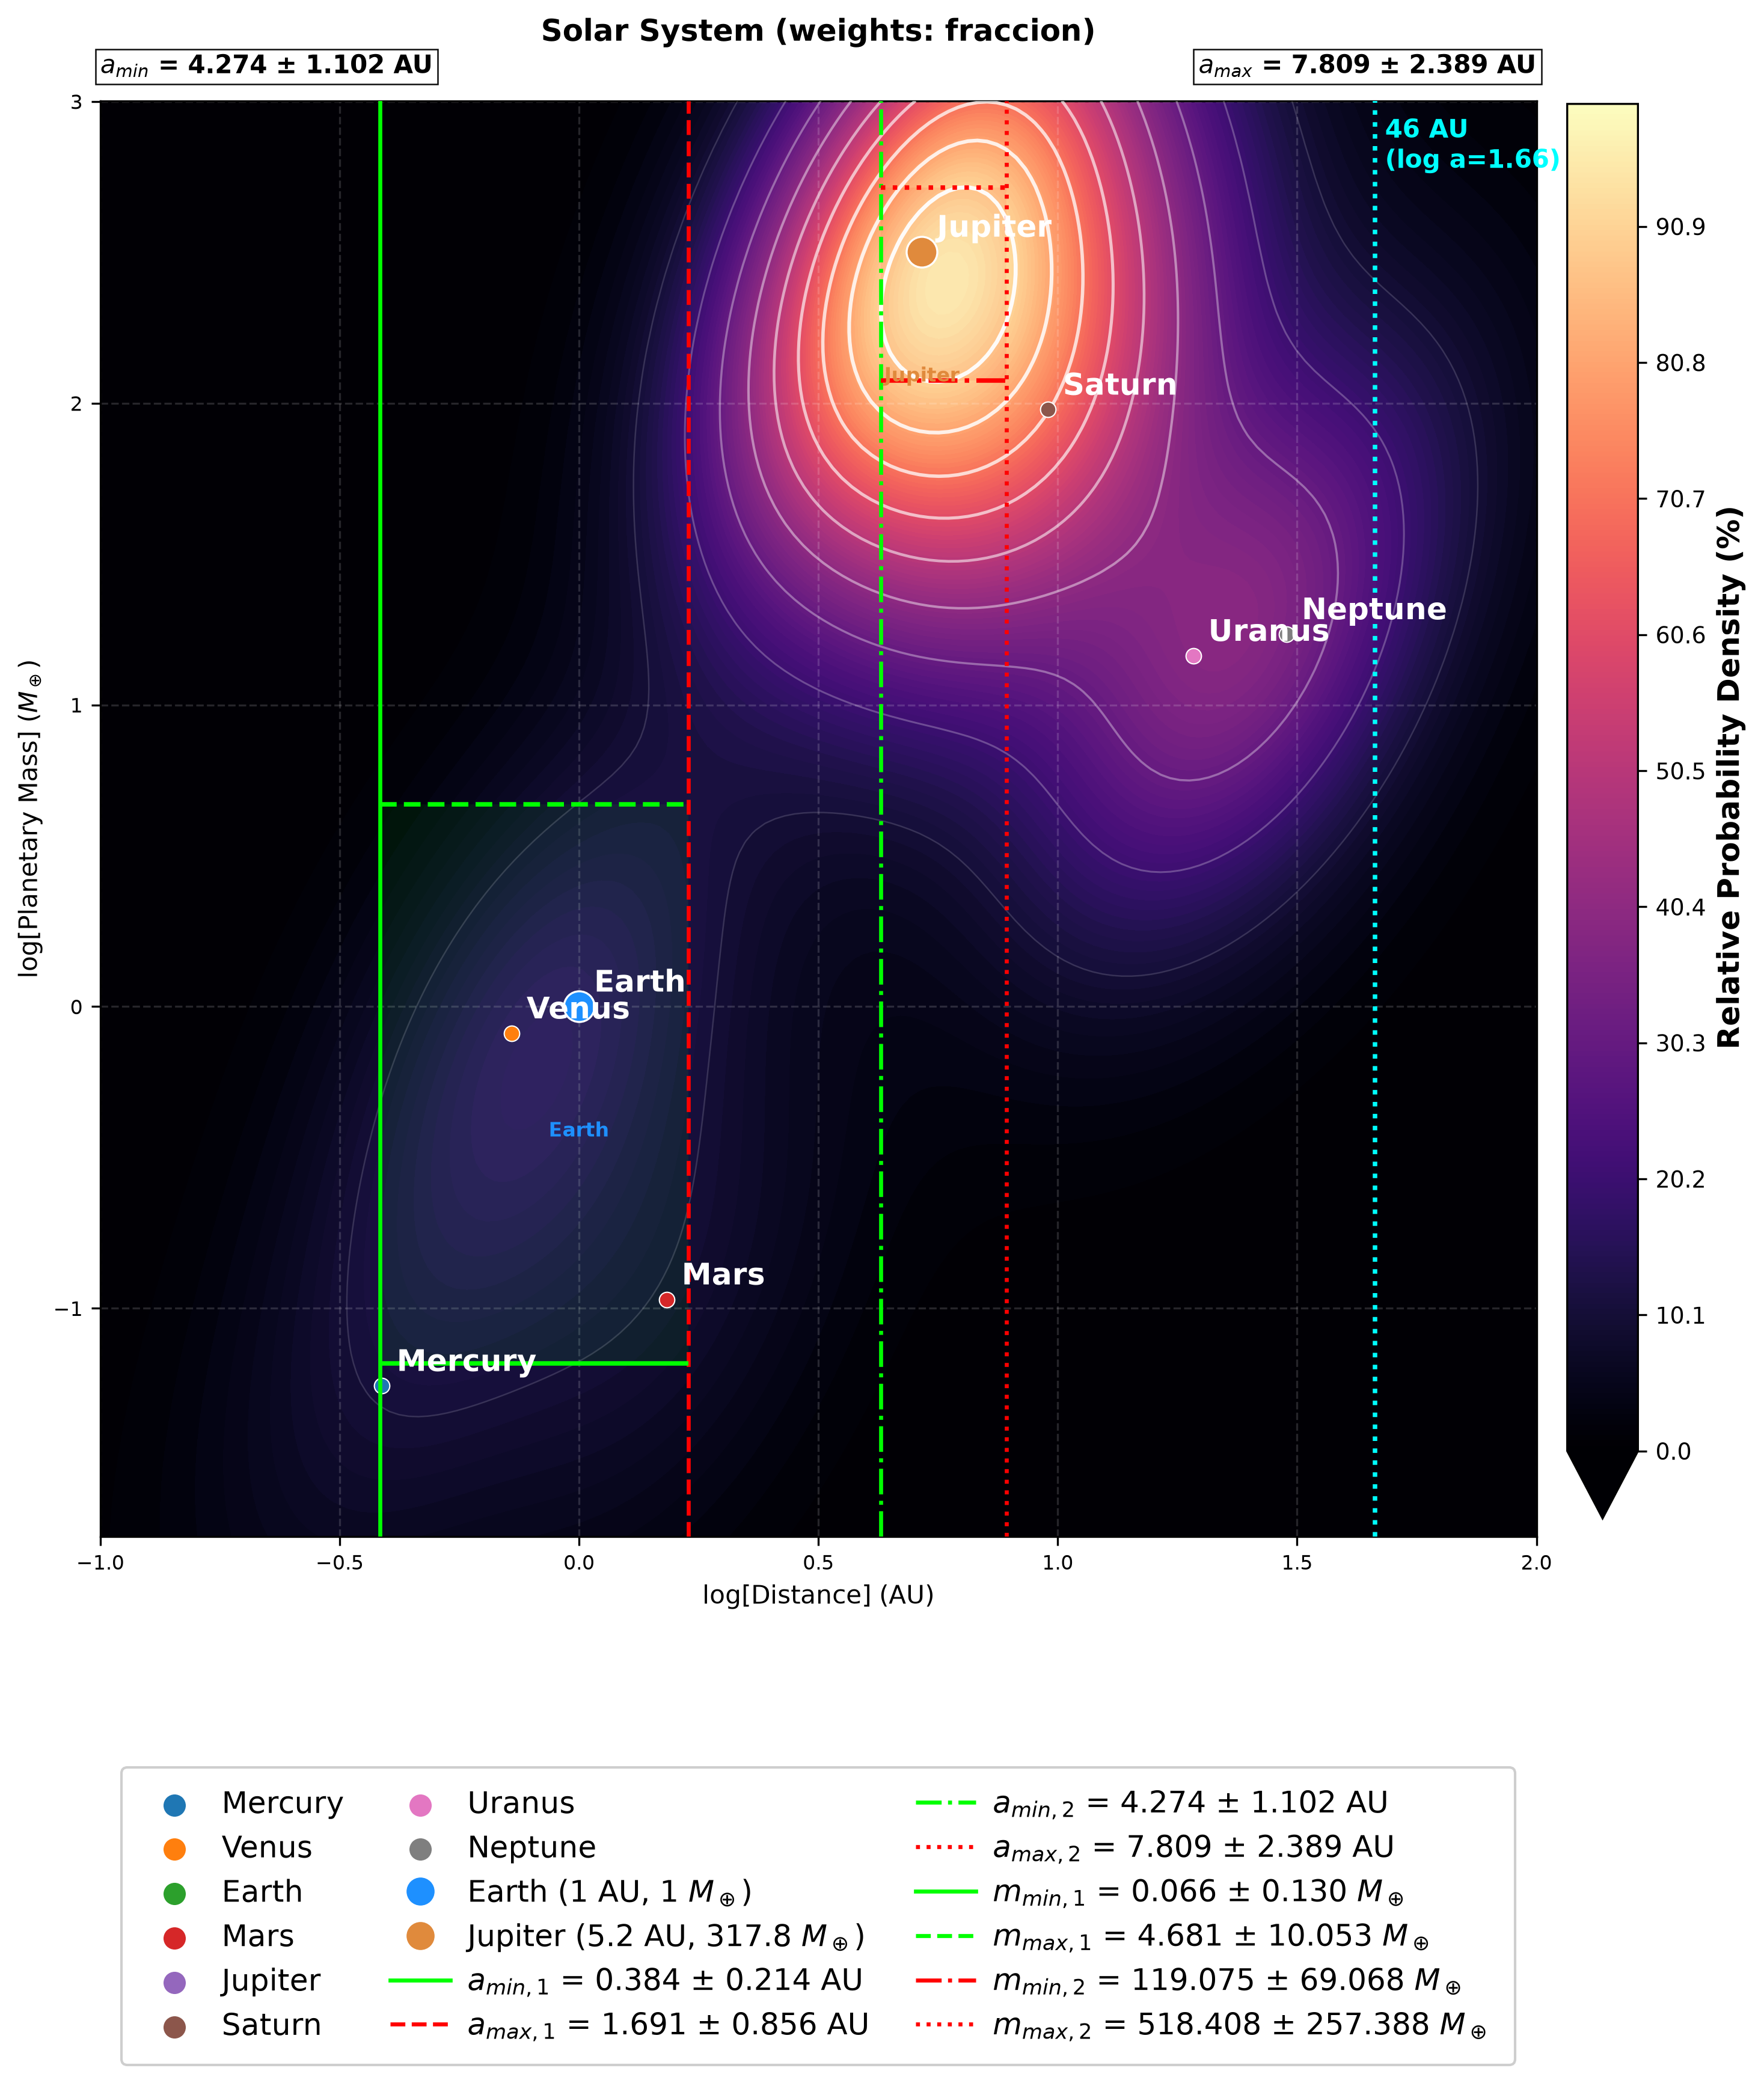 Solar System (weights: fraccion)
a_min = 4.274 ± 1.102 AU
a_max = 7.809 ± 2.389 AU
46 AU
(log a=1.66)
Jupiter
Jupiter
Saturn
Neptune
Uranus
Earth
Venus
Earth
Mars
Mercury
3
2
1
0
−1
log[Planetary Mass] (M⊕)
−1.0
−0.5
0.0
0.5
1.0
1.5
2.0
log[Distance] (AU)
90.9
80.8
70.7
60.6
50.5
40.4
30.3
20.2
10.1
0.0
Relative Probability Density (%)
Mercury
Venus
Earth
Mars
Jupiter
Saturn
Uranus
Neptune
Earth (1 AU, 1 M⊕)
Jupiter (5.2 AU, 317.8 M⊕)
a_min,1 = 0.384 ± 0.214 AU
a_max,1 = 1.691 ± 0.856 AU
a_min,2 = 4.274 ± 1.102 AU
a_max,2 = 7.809 ± 2.389 AU
m_min,1 = 0.066 ± 0.130 M⊕
m_max,1 = 4.681 ± 10.053 M⊕
m_min,2 = 119.075 ± 69.068 M⊕
m_max,2 = 518.408 ± 257.388 M⊕